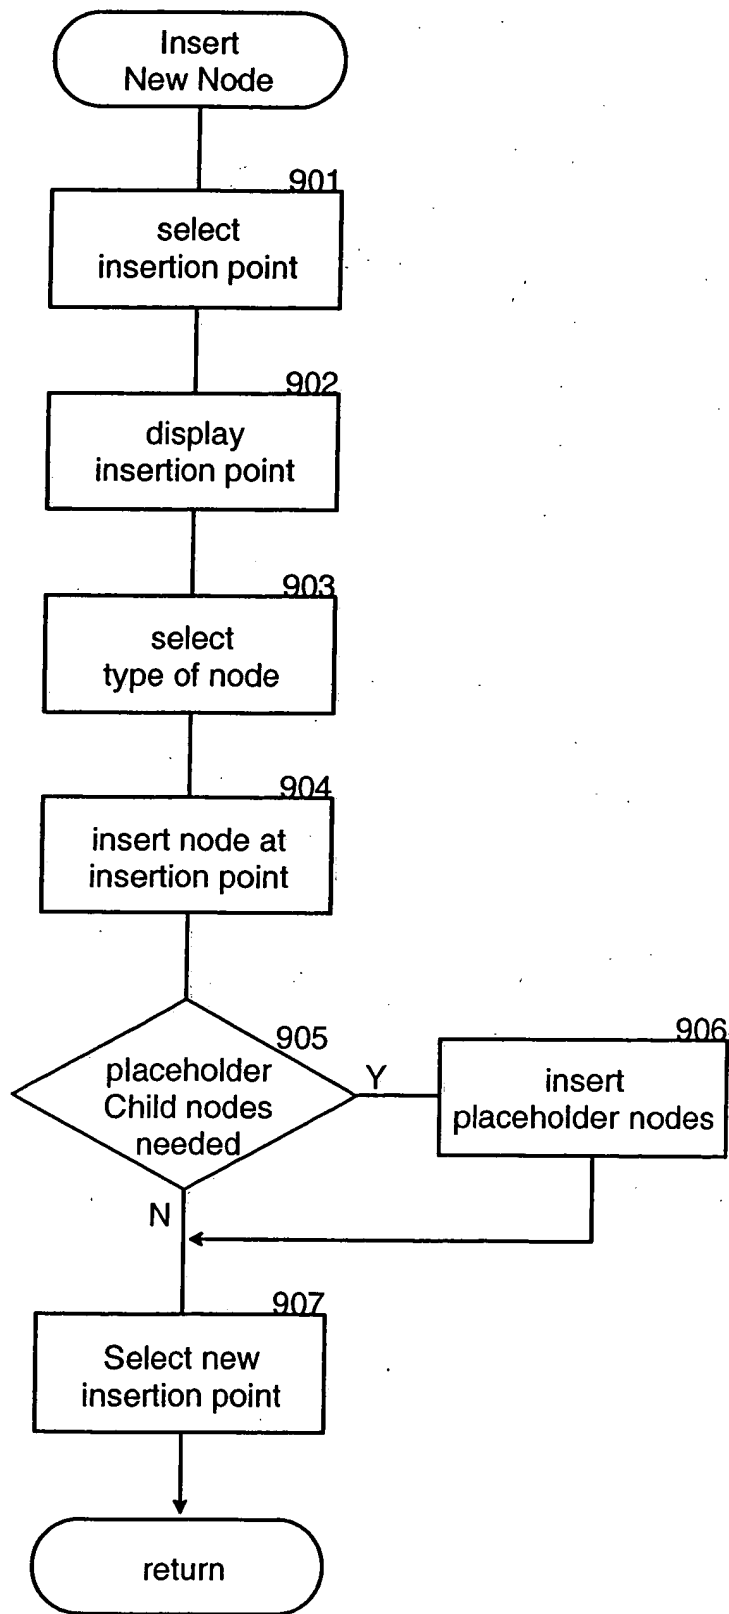 Insert
New Node
901
select
insertion point
902
display
insertion point
903
select
type of node
904
insert node at
insertion point
905
placeholder
Child nodes
needed
Y
906
insert
placeholder nodes
N
907
Select new
insertion point
return